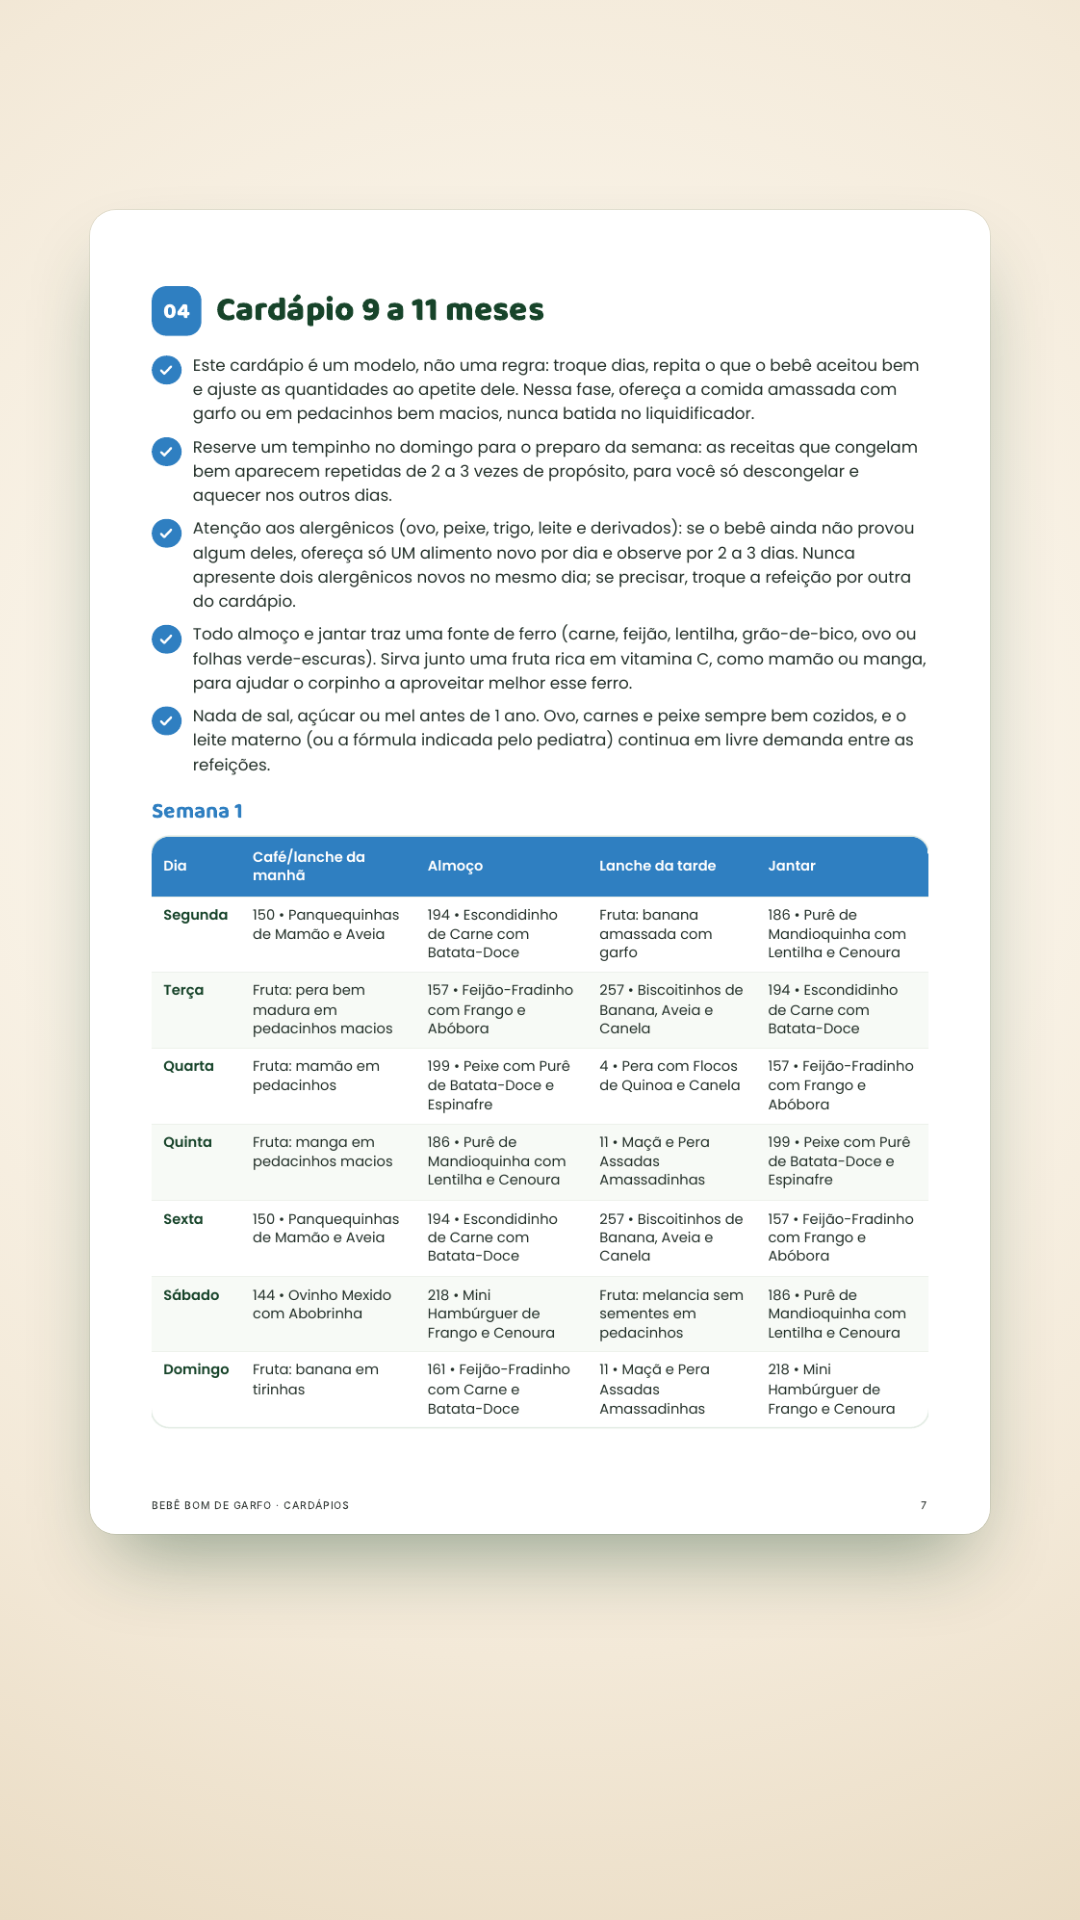 04 Cardápio 9 a 11 meses
Este cardápio é um modelo, não uma regra: troque dias, repita o que o bebê aceitou bem
e ajuste as quantidades ao apetite dele. Nessa fase, ofereça a comida amassada com
garfo ou em pedacinhos bem macios, nunca batida no liquidificador.
Reserve um tempinho no domingo para o preparo da semana: as receitas que congelam
bem aparecem repetidas de 2 a 3 vezes de propósito, para você só descongelar e
aquecer nos outros dias.
Atenção aos alergênicos (ovo, peixe, trigo, leite e derivados): se o bebê ainda não provou
algum deles, ofereça só UM alimento novo por dia e observe por 2 a 3 dias. Nunca
apresente dois alergênicos novos no mesmo dia; se precisar, troque a refeição por outra
do cardápio.
Todo almoço e jantar traz uma fonte de ferro (carne, feijão, lentilha, grão-de-bico, ovo ou
folhas verde-escuras). Sirva junto uma fruta rica em vitamina C, como mamão ou manga,
para ajudar o corpinho a aproveitar melhor esse ferro.
Nada de sal, açúcar ou mel antes de 1 ano. Ovo, carnes e peixe sempre bem cozidos, e o
leite materno (ou a fórmula indicada pelo pediatra) continua em livre demanda entre as
refeições.
Semana 1
Dia
Café/lanche da
manhã
Almoço
Lanche da tarde
Jantar
Segunda
150 • Panquequinhas
de Mamão e Aveia
194 • Escondidinho
de Carne com
Batata-Doce
Fruta: banana
amassada com
garfo
186 • Purê de
Mandioquinha com
Lentilha e Cenoura
Terça
Fruta: pera bem
madura em
pedacinhos macios
157 • Feijão-Fradinho
com Frango e
Abóbora
257 • Biscoitinhos de
Banana, Aveia e
Canela
194 • Escondidinho
de Carne com
Batata-Doce
Quarta
Fruta: mamão em
pedacinhos
199 • Peixe com Purê
de Batata-Doce e
Espinafre
4 • Pera com Flocos
de Quinoa e Canela
157 • Feijão-Fradinho
com Frango e
Abóbora
Quinta
Fruta: manga em
pedacinhos macios
186 • Purê de
Mandioquinha com
Lentilha e Cenoura
11 • Maçã e Pera
Assadas
Amassadinhas
199 • Peixe com Purê
de Batata-Doce e
Espinafre
Sexta
150 • Panquequinhas
de Mamão e Aveia
194 • Escondidinho
de Carne com
Batata-Doce
257 • Biscoitinhos de
Banana, Aveia e
Canela
157 • Feijão-Fradinho
com Frango e
Abóbora
Sábado
144 • Ovinho Mexido
com Abobrinha
218 • Mini
Hambúrguer de
Frango e Cenoura
Fruta: melancia sem
sementes em
pedacinhos
186 • Purê de
Mandioquinha com
Lentilha e Cenoura
Domingo
Fruta: banana em
tirinhas
161 • Feijão-Fradinho
com Carne e
Batata-Doce
11 • Maçã e Pera
Assadas
Amassadinhas
218 • Mini
Hambúrguer de
Frango e Cenoura
BEBÊ BOM DE GARFO · CARDÁPIOS
7